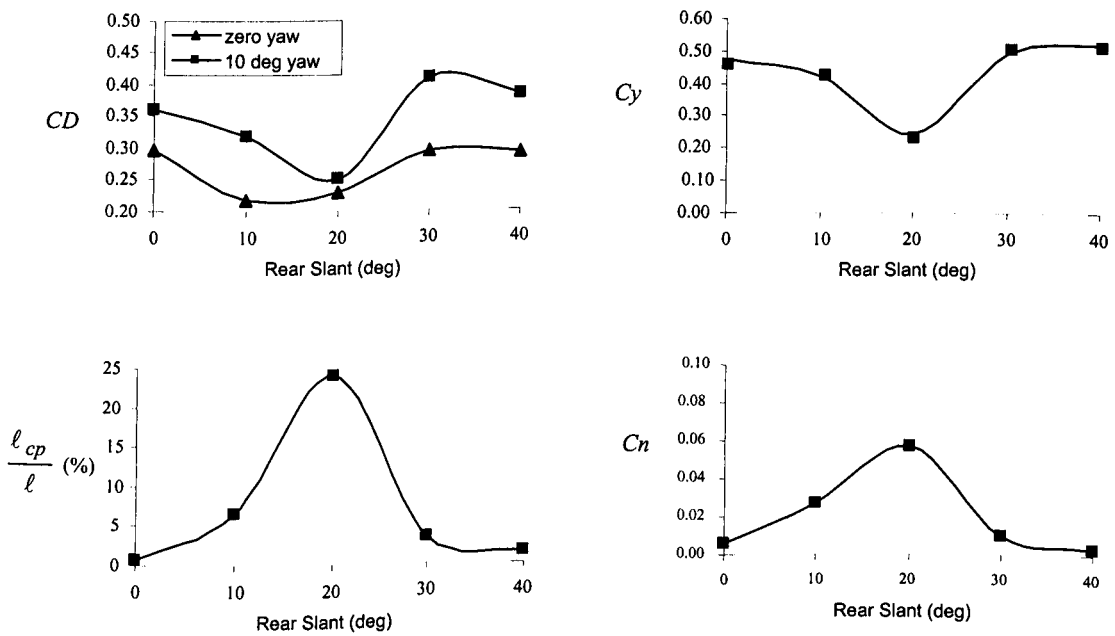 0.50
0.45
0.40
0.35
0.30
0.25
0.20
CD
zero yaw
10 deg yaw
0 10 20 30 40
Rear Slant (deg)
0.60
0.50
0.40
0.30
0.20
0.10
0.00
Cy
0 10 20 30 40
Rear Slant (deg)
25
20
15
10
5
0
ℓcp
ℓ (%)
0 10 20 30 40
Rear Slant (deg)
0.10
0.08
0.06
0.04
0.02
0.00
Cn
0 10 20 30 40
Rear Slant (deg)